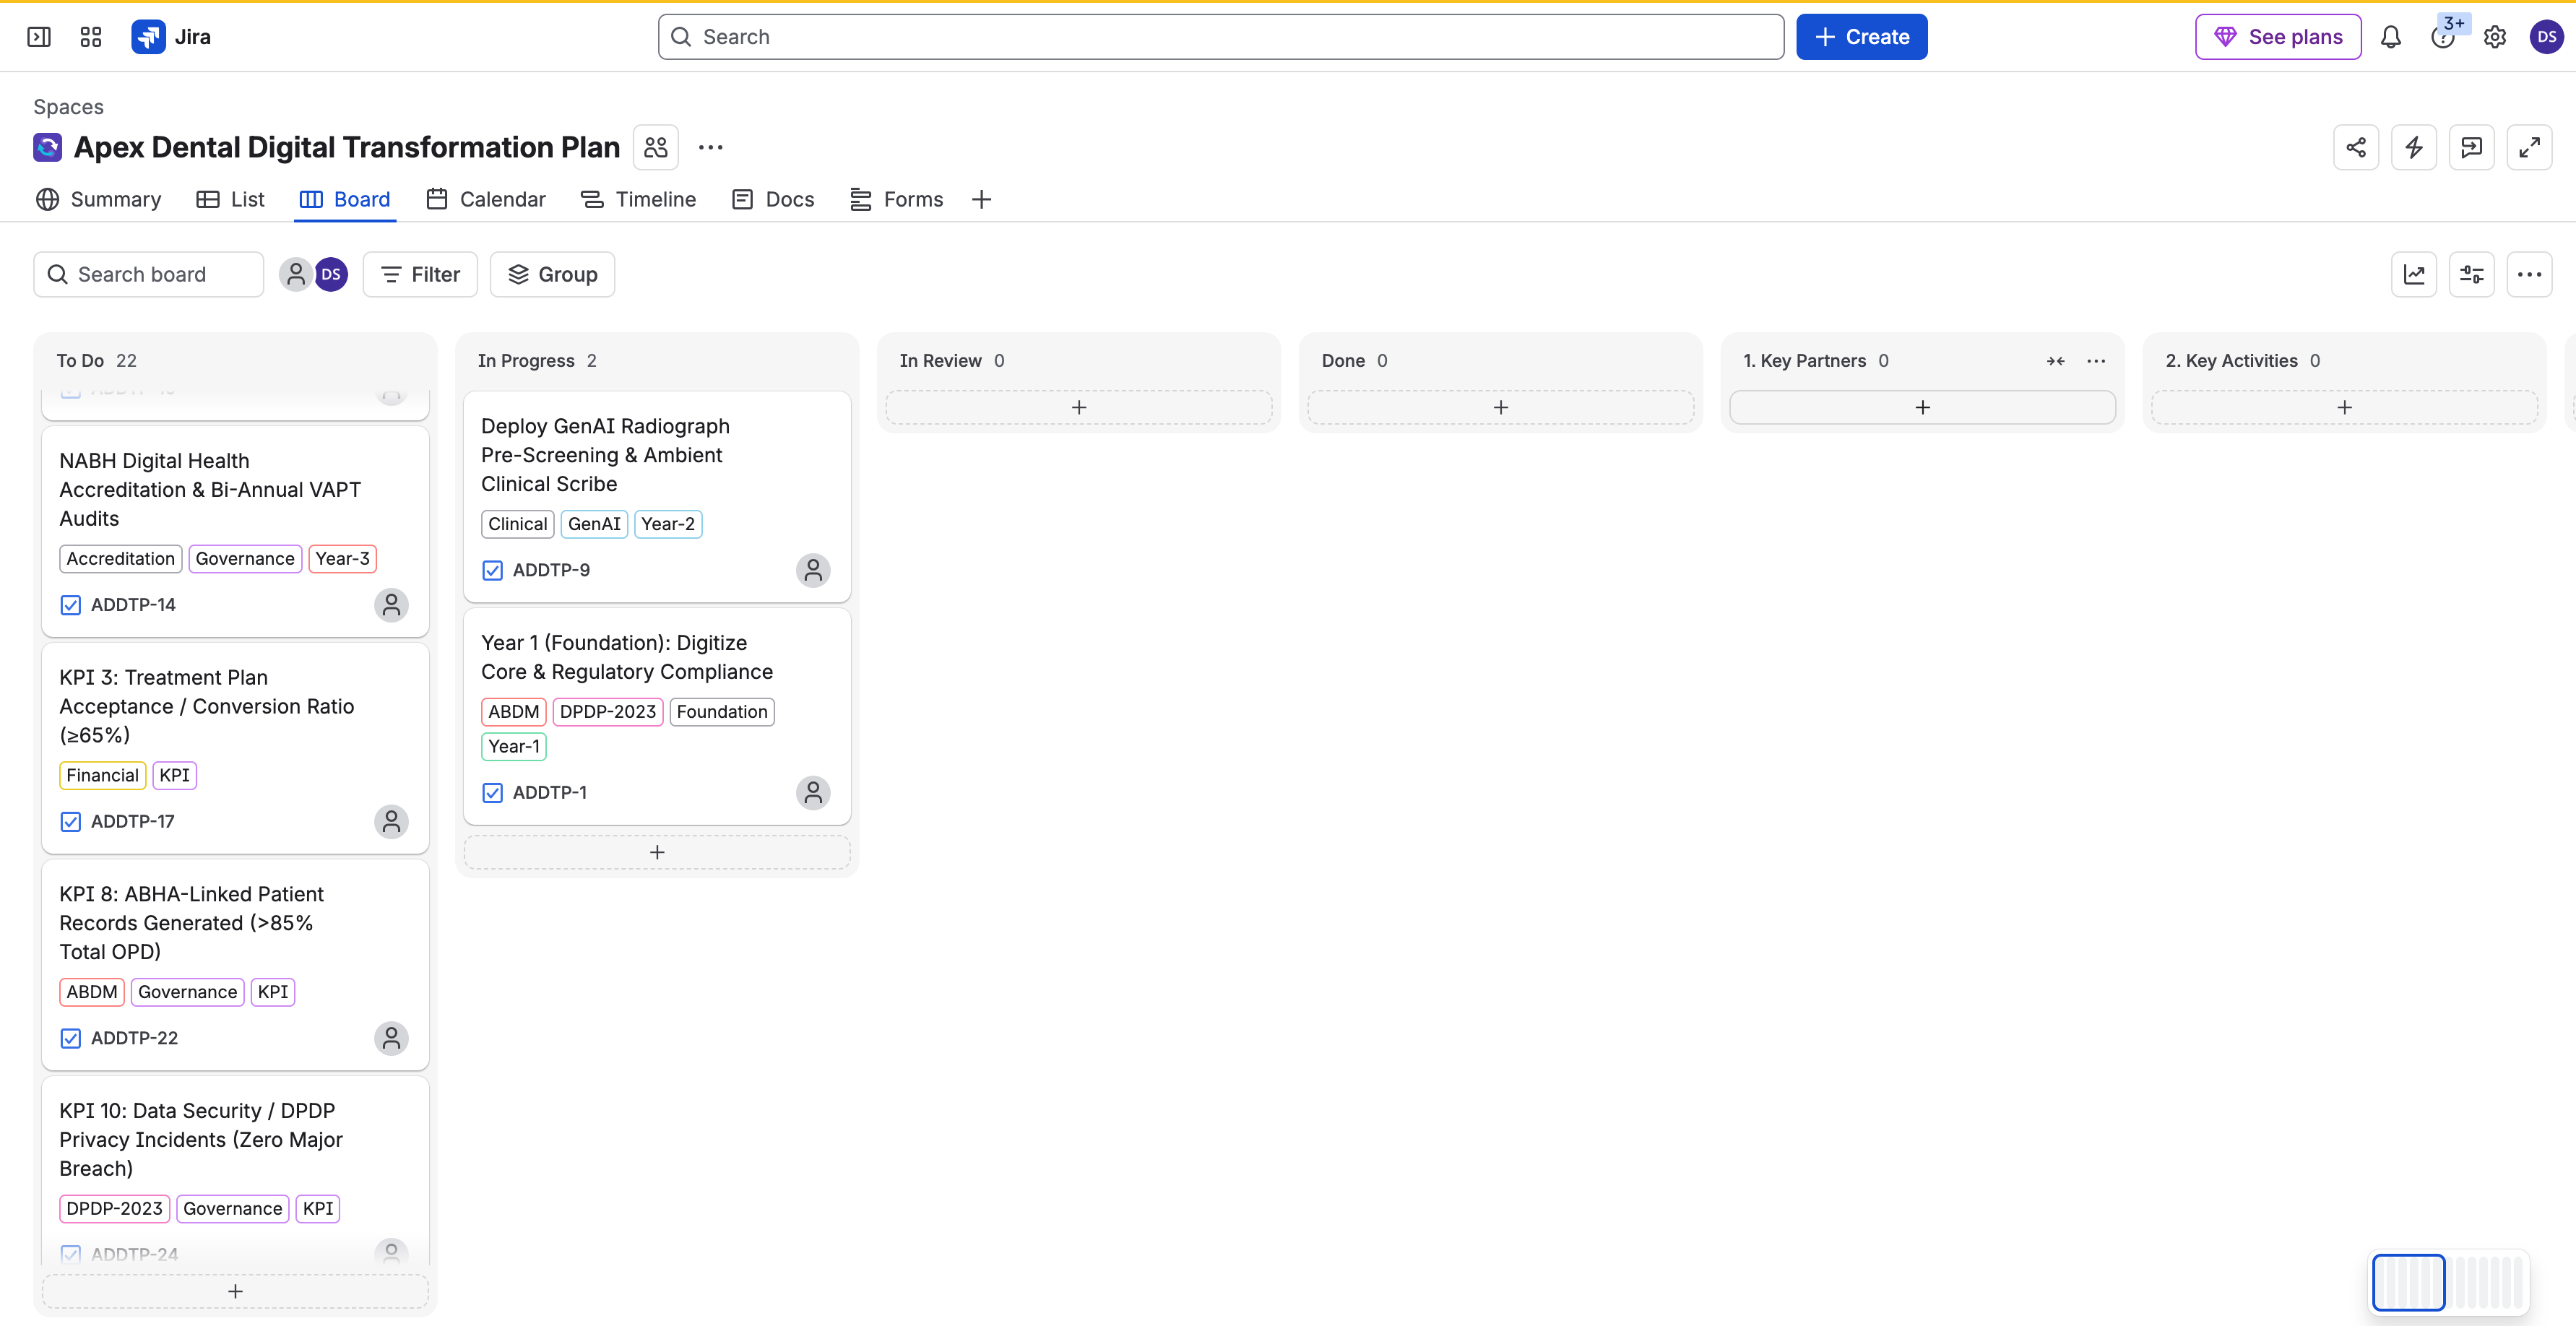 Jira
Search
Create
See plans
3+
DS
Spaces
Apex Dental Digital Transformation Plan
Summary
List
Board
Calendar
Timeline
Docs
Forms
Search board
DS
Filter
Group
To Do 22
NABH Digital Health
Accreditation & Bi-Annual VAPT
Audits
Accreditation Governance Year-3
ADDTP-14
KPI 3: Treatment Plan
Acceptance / Conversion Ratio
(≥65%)
Financial KPI
ADDTP-17
KPI 8: ABHA-Linked Patient
Records Generated (>85%
Total OPD)
ABDM Governance KPI
ADDTP-22
KPI 10: Data Security / DPDP
Privacy Incidents (Zero Major
Breach)
DPDP-2023 Governance KPI
ADDTP-24
In Progress 2
Deploy GenAI Radiograph
Pre-Screening & Ambient
Clinical Scribe
Clinical GenAI Year-2
ADDTP-9
Year 1 (Foundation): Digitize
Core & Regulatory Compliance
ABDM DPDP-2023 Foundation
Year-1
ADDTP-1
In Review 0
Done 0
1. Key Partners 0
2. Key Activities 0